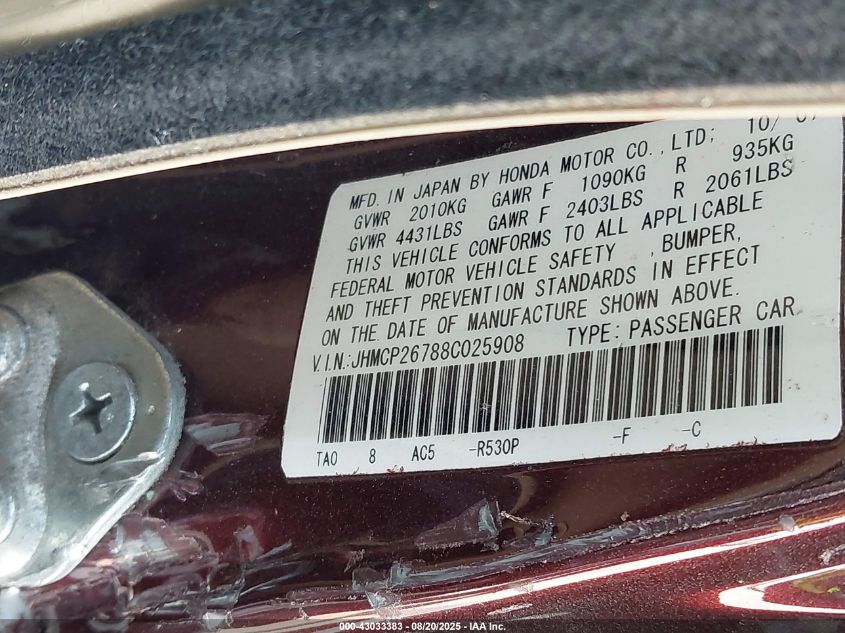 MFD. IN JAPAN BY HONDA MOTOR CO., LTD; 10/07
GVWR 2010KG GAWR F 1090KG R 935KG
GVWR 4431LBS GAWR F 2403LBS R 2061LBS
THIS VEHICLE CONFORMS TO ALL APPLICABLE
FEDERAL MOTOR VEHICLE SAFETY , BUMPER,
AND THEFT PREVENTION STANDARDS IN EFFECT
ON THE DATE OF MANUFACTURE SHOWN ABOVE.
V.I.N.:JHMCP26788C025908 TYPE: PASSENGER CAR
TA0 8 AC5 -R530P -F -C
000-43033383 - 08/20/2025 - IAA Inc.